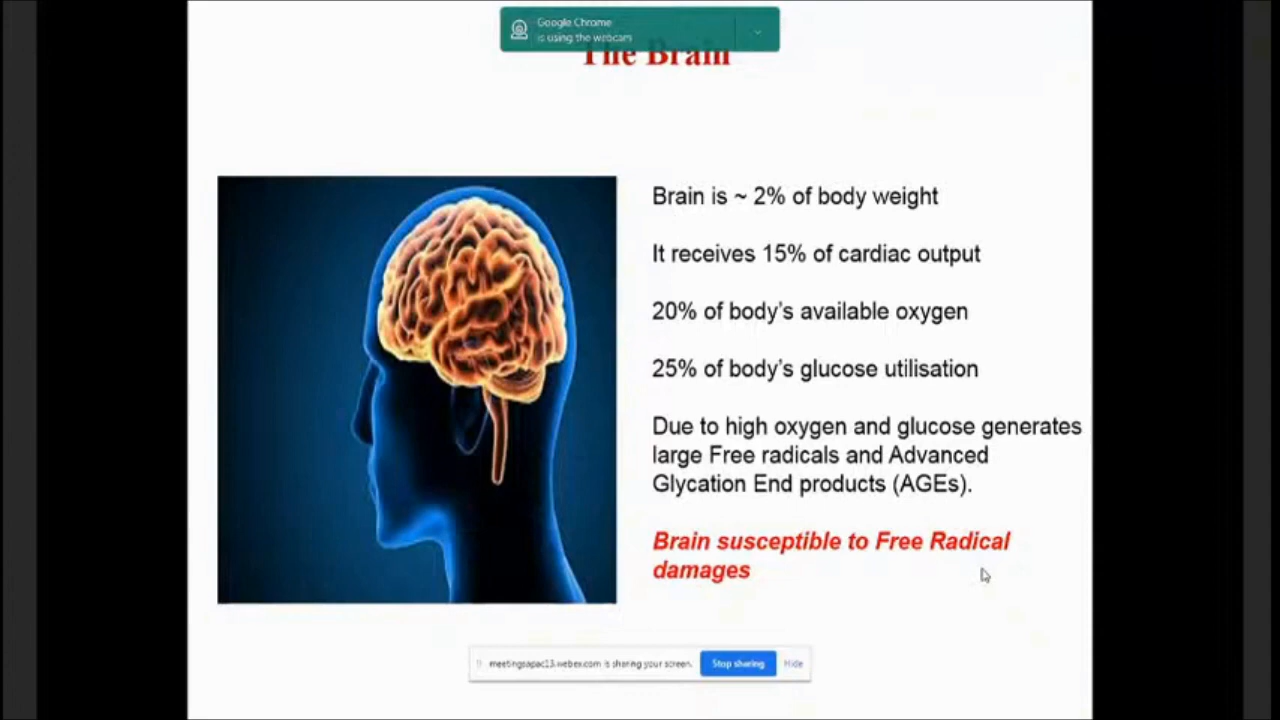 Google Chrome
is using the webcam
The Brain
Brain is ~ 2% of body weight
It receives 15% of cardiac output
20% of body's available oxygen
25% of body's glucose utilisation
Due to high oxygen and glucose generates
large Free radicals and Advanced
Glycation End products (AGEs).
Brain susceptible to Free Radical
damages
meetingsapac13.webex.com is sharing your screen. Stop sharing Hide